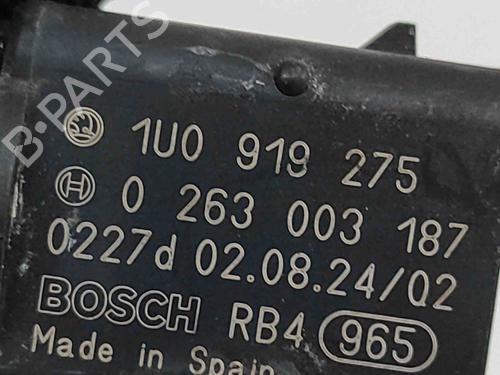 1U0 919 275
0 263 003 187
0227d 02.08.24/02
BOSCH RB4 965
Made in Spain
B-PARTS